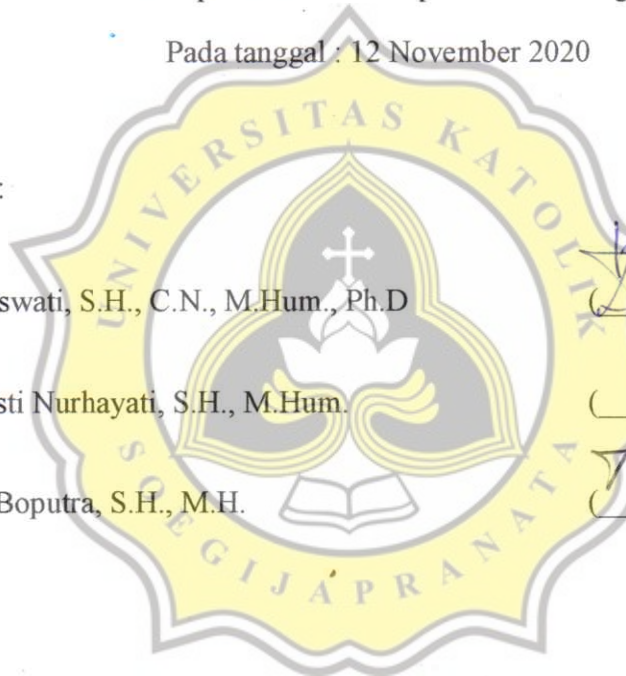 Pada tanggal : 12 November 2020
UNIVERSITAS KATOLIK
:
swati, S.H., C.N., M.Hum., Ph.D (
sti Nurhayati, S.H., M.Hum. (
Boputra, S.H., M.H. (
SOEGIJAPRANATA